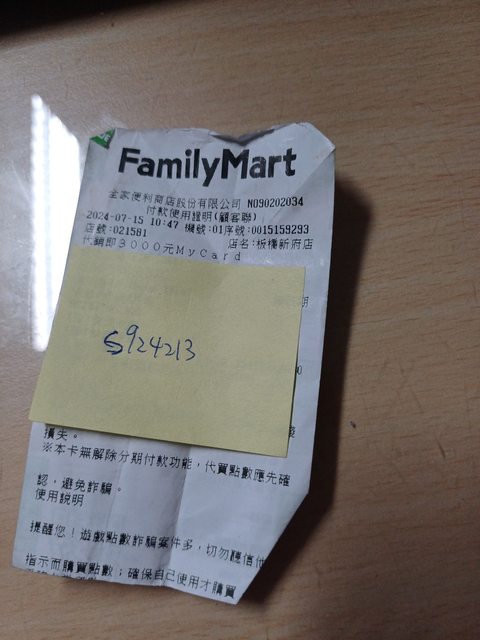 FamilyMart
全家便利商店股份有限公司 NO90202034
付款使用證明(顧客聯)
2024-07-15 10:47 機號:01序號:0015159293
店號:021581 店名:板橋新府店
代銷即3000元MyCard
期
5924213
0
損失。
※本卡無解除分期付款功能，代買點數應先確
認，避免詐騙。
使用說明
提醒您！遊戲點數詐騙案件多，切勿聽信他
指示而購買點數；確保自己使用才購買